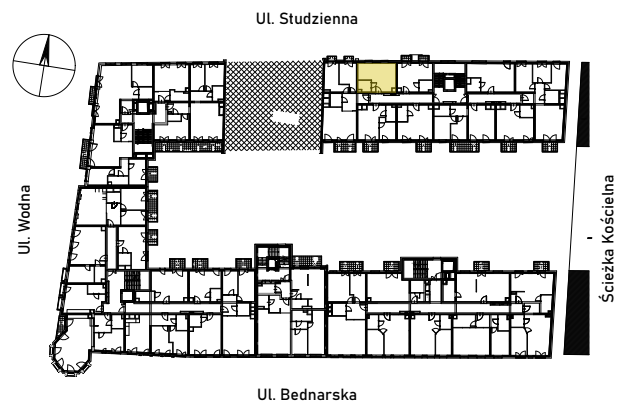 Ul. Studzienna
Ul. Wodna
Ścieżka Kościelna
Ul. Bednarska